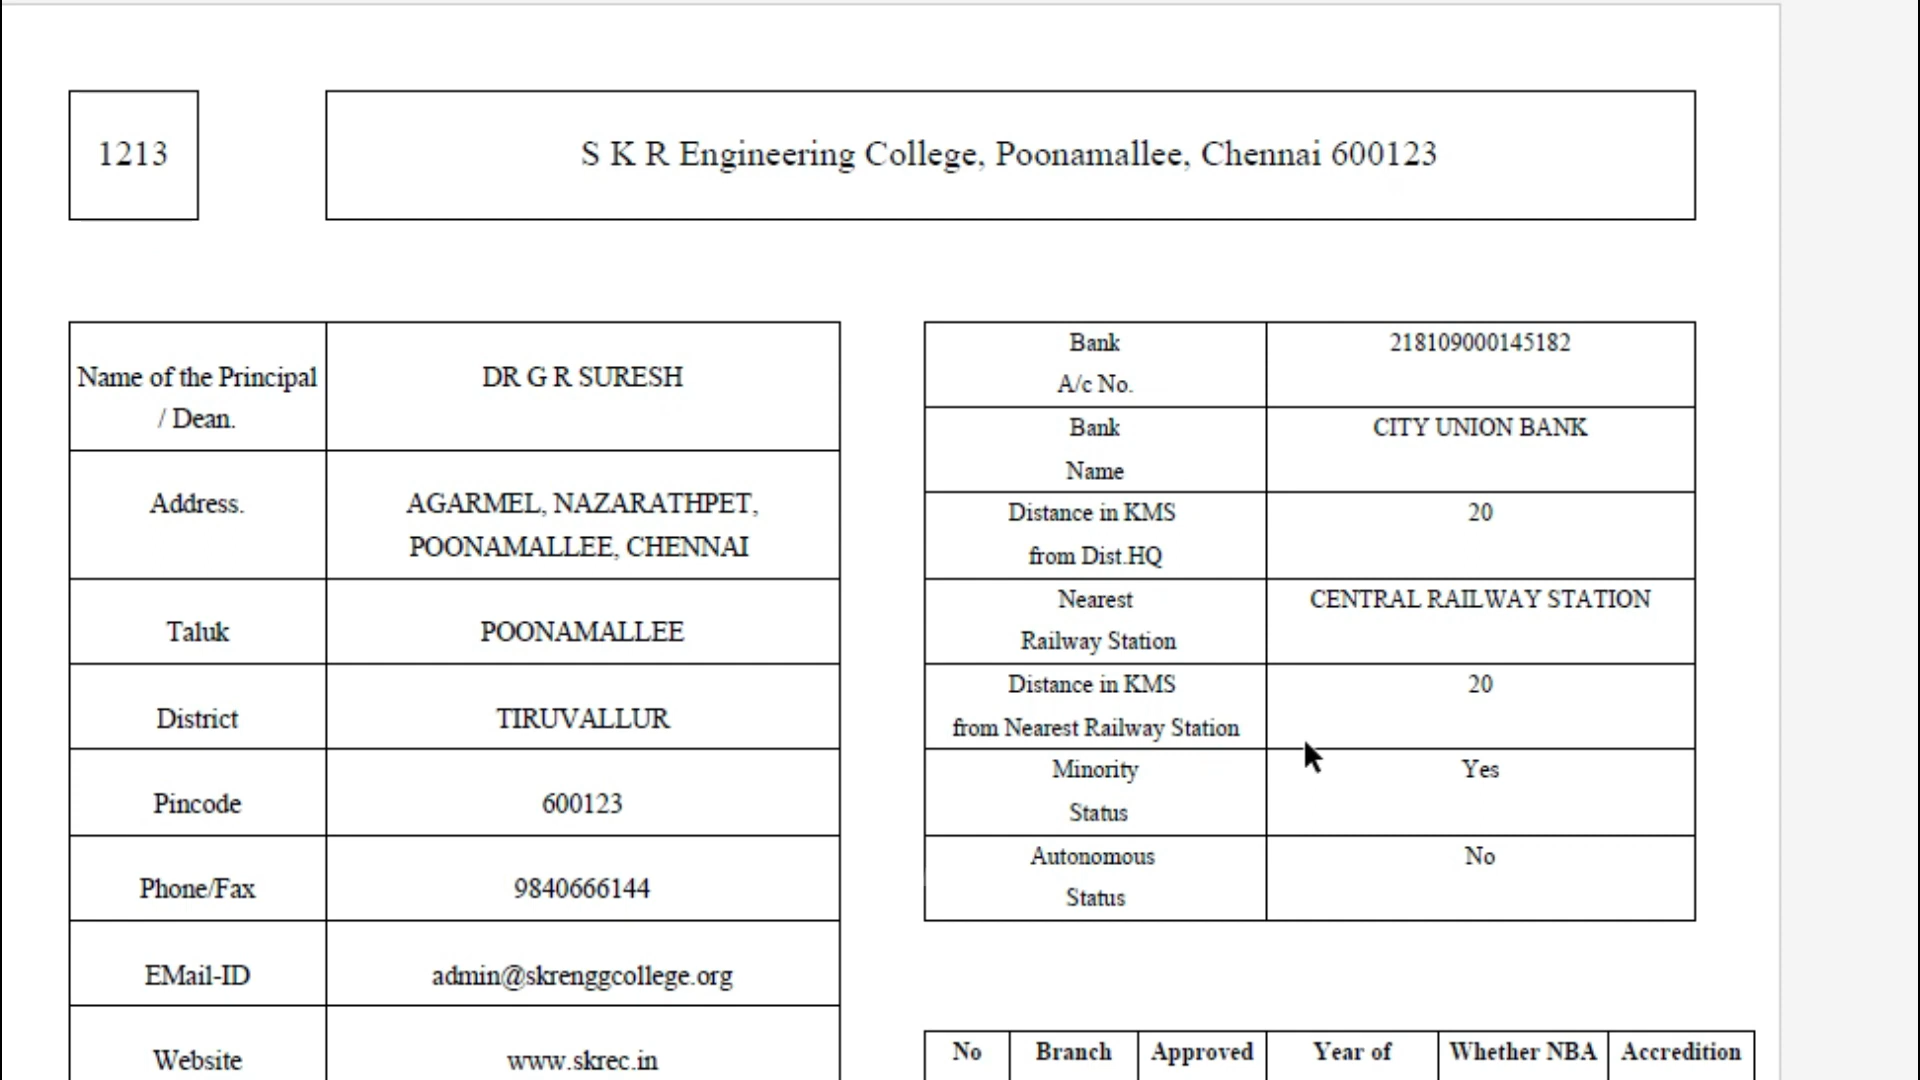 1213
S K R Engineering College, Poonamallee, Chennai 600123
Name of the Principal
/ Dean.
DR G R SURESH
Address.
AGARMEL, NAZARATHPET,
POONAMALLEE, CHENNAI
Taluk
POONAMALLEE
District
TIRUVALLUR
Pincode
600123
Phone/Fax
9840666144
EMail-ID
admin@skrenggcollege.org
Website
www.skrec.in
Bank
A/c No.
218109000145182
Bank
Name
CITY UNION BANK
Distance in KMS
from Dist.HQ
20
Nearest
Railway Station
CENTRAL RAILWAY STATION
Distance in KMS
from Nearest Railway Station
20
Minority
Status
Yes
Autonomous
Status
No
No Branch Approved Year of Whether NBA Accredition